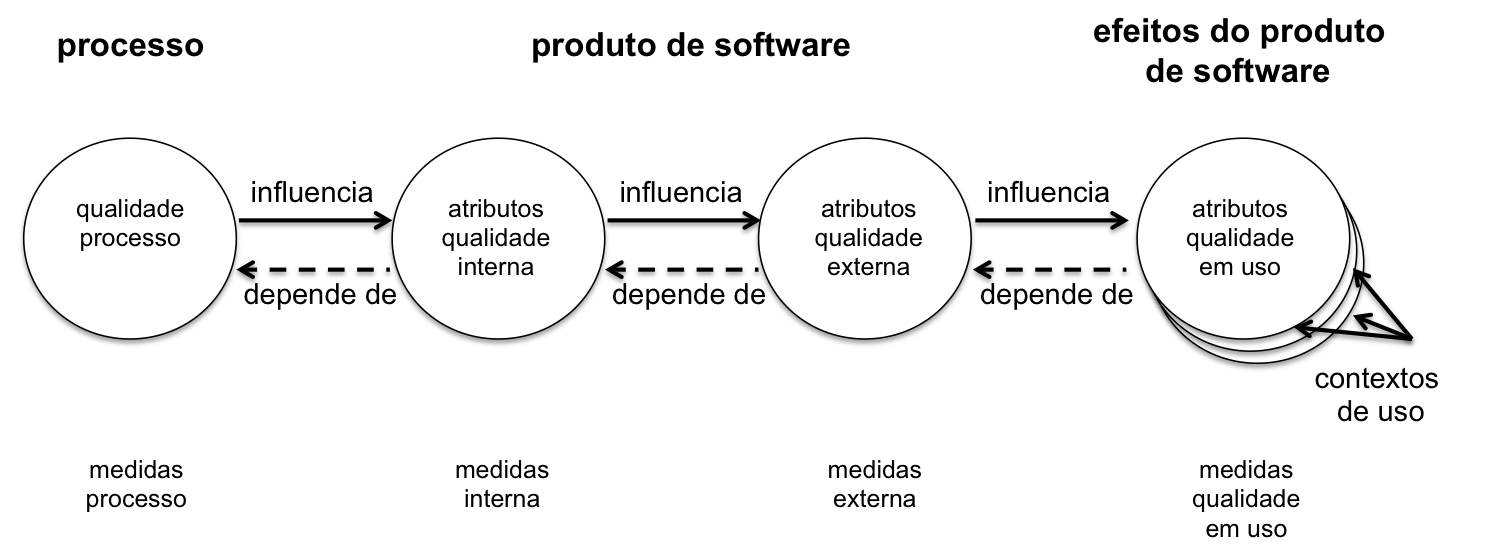 processo
produto de software
efeitos do produto
de software
qualidade
processo
influencia
depende de
atributos
qualidade
interna
influencia
depende de
atributos
qualidade
externa
influencia
depende de
atributos
qualidade
em uso
contextos
de uso
medidas
processo
medidas
interna
medidas
externa
medidas
qualidade
em uso